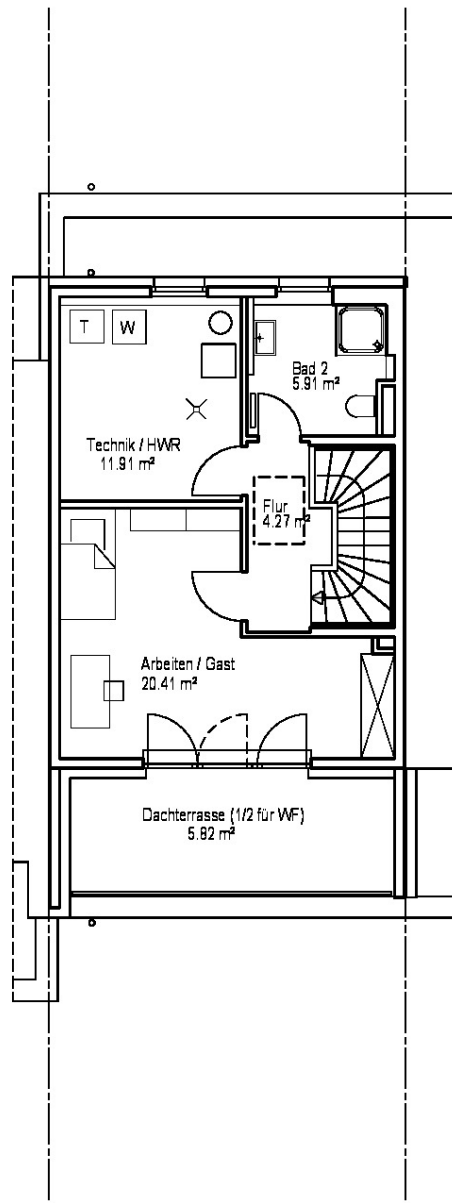 T
W
Bad 2
5.91 m²
Technik / HWR
11.91 m²
Flur
4.27 m²
Arbeiten / Gast
20.41 m²
Dachterrasse (1/2 für WF)
5.82 m²